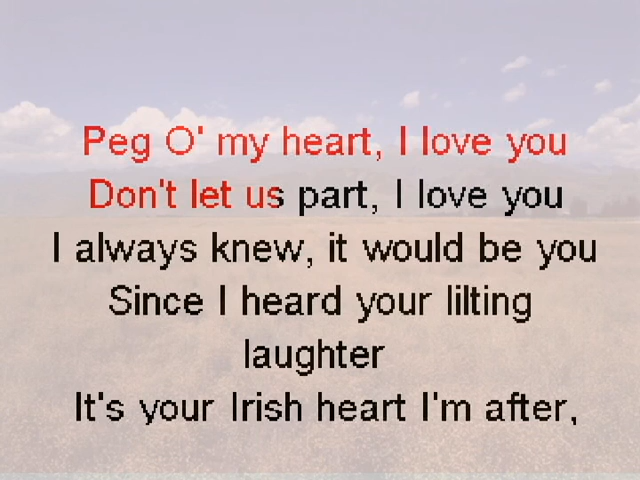 Peg O' my heart, I love you
Don't let us part, I love you
I always knew, it would be you
Since I heard your lilting
laughter
It's your Irish heart I'm after,